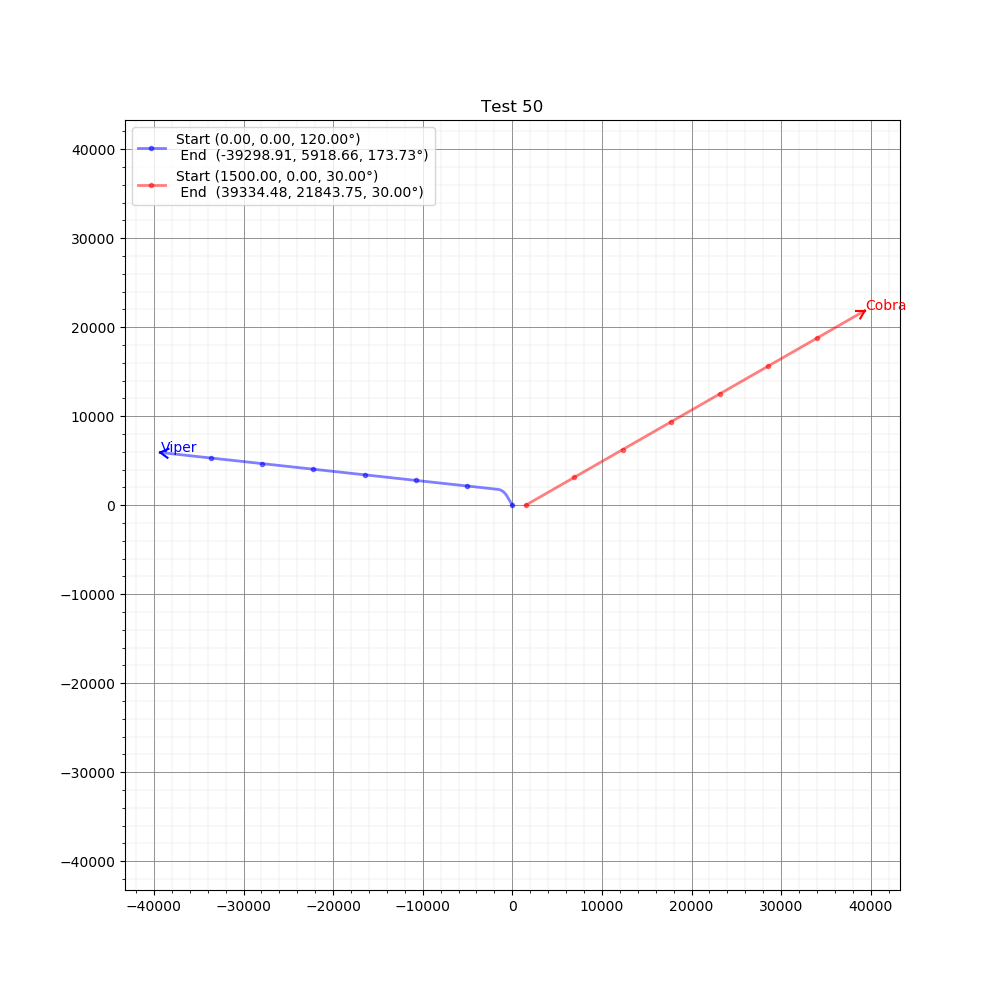 Test 50
Start (0.00, 0.00, 120.00°)
End (-39298.91, 5918.66, 173.73°)
Start (1500.00, 0.00, 30.00°)
End (39334.48, 21843.75, 30.00°)
40000
30000
20000
10000
0
−10000
−20000
−30000
−40000
Cobra
Viper
−40000 −30000 −20000 −10000 0 10000 20000 30000 40000